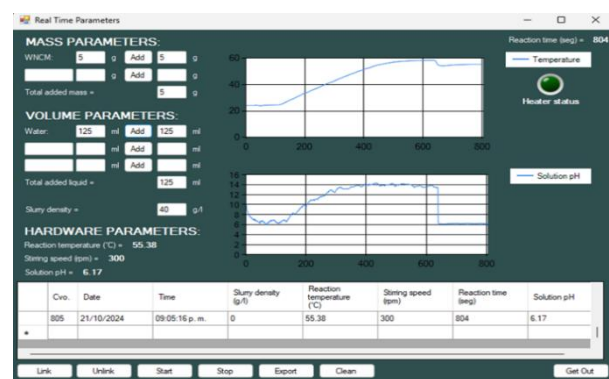 Real Time Parameters
MASS PARAMETERS:
Reaction time (seg) = 804
WNCM: 5 g Add 5 g
g Add g
Total added mass = 5 g
VOLUME PARAMETERS:
Water: 125 ml Add 125 ml
ml Add ml
ml Add ml
Total added liquid = 125 ml
Slurry density = 40 g/l
HARDWARE PARAMETERS:
Reaction temperature (°C) = 55.38
Stirring speed (rpm) = 300
Solution pH = 6.17
60
40
20
0
0 200 400 600 800
Temperature
Heater status
16
14
12
10
8
6
4
2
0
0 200 400 600 800
Solution pH
Cvo. Date Time Slurry density (g/l) Reaction temperature (°C) Stirring speed (rpm) Reaction time (seg) Solution pH
805 21/10/2024 09:05:16 p. m. 0 55.38 300 804 6.17
Link Unlink Start Stop Export Clean Get Out